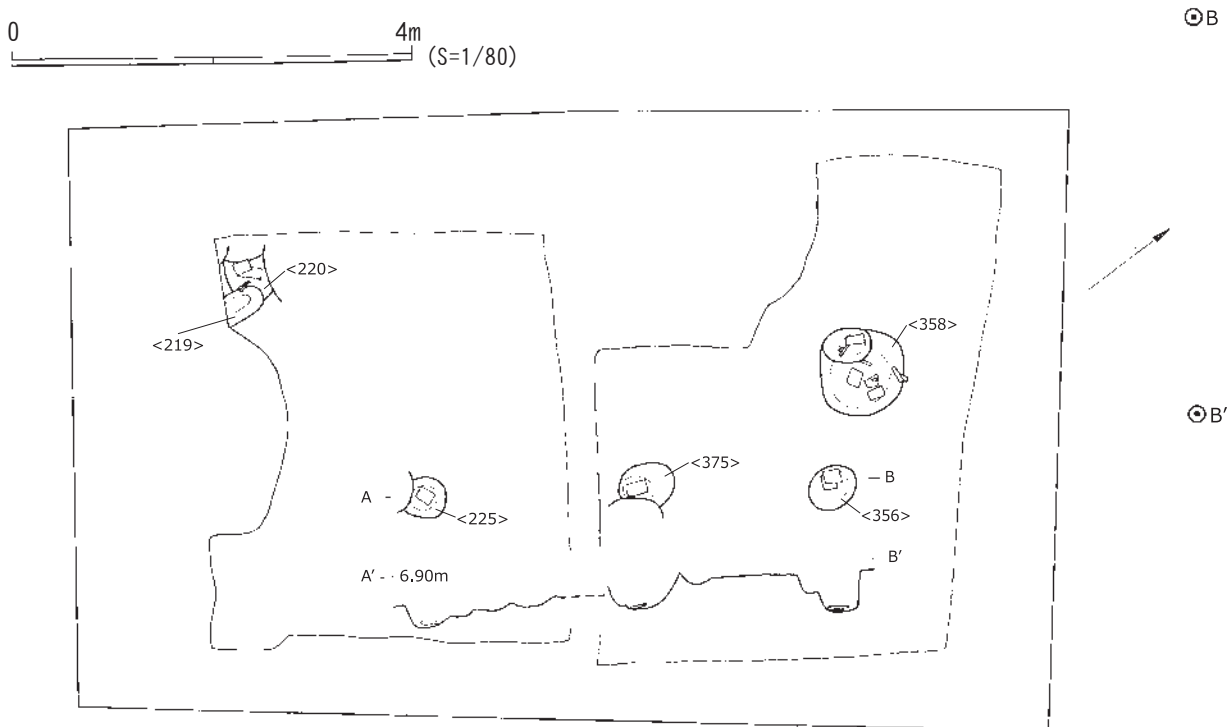 0
4m
(S=1/80)
B
<220>
<219>
<358>
B'
<375>
A -
- B
<225>
<356>
B'
A' - - 6.90m